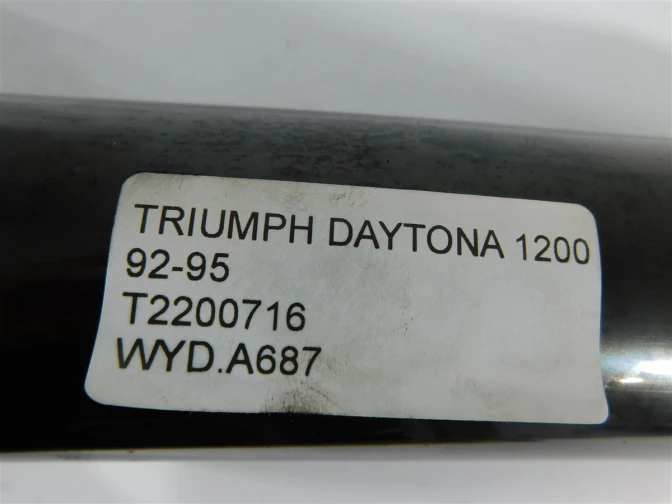 TRIUMPH DAYTONA 1200
92-95
T2200716
WYD.A687